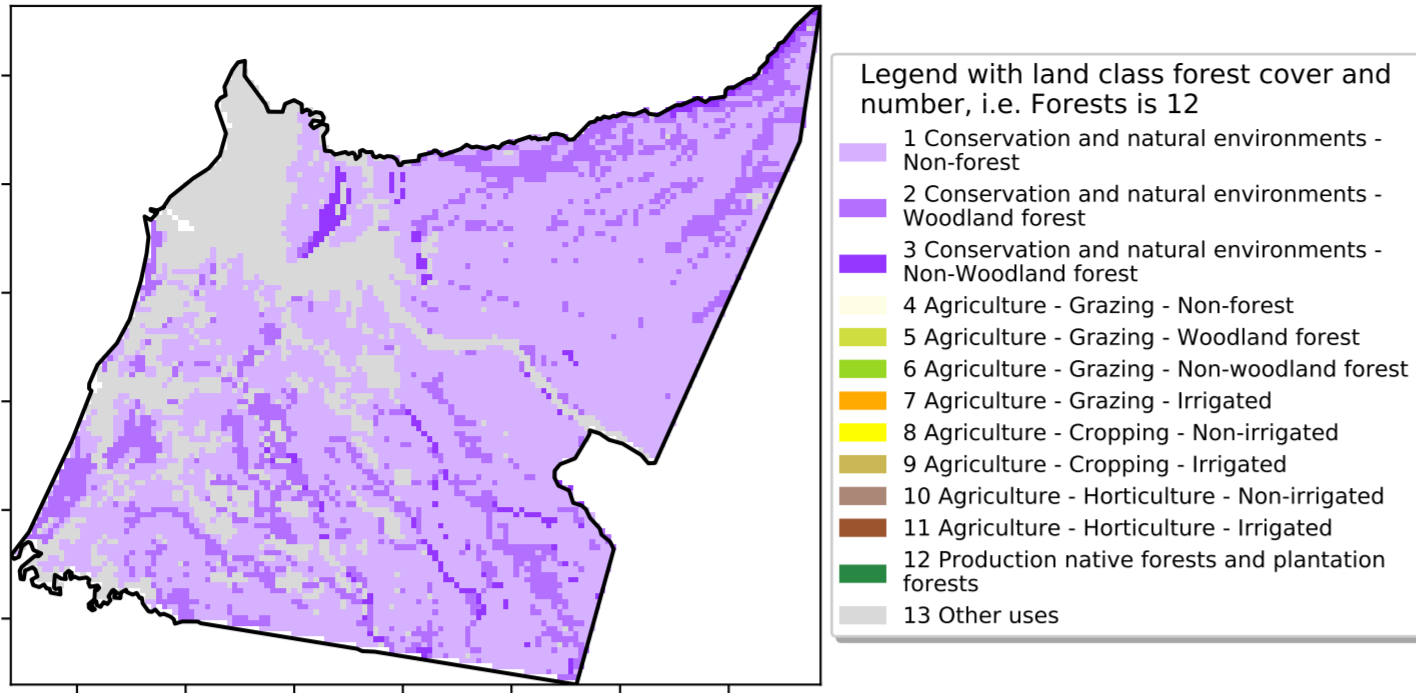 Legend with land class forest cover and
number, i.e. Forests is 12
1 Conservation and natural environments -
Non-forest
2 Conservation and natural environments -
Woodland forest
3 Conservation and natural environments -
Non-Woodland forest
4 Agriculture - Grazing - Non-forest
5 Agriculture - Grazing - Woodland forest
6 Agriculture - Grazing - Non-woodland forest
7 Agriculture - Grazing - Irrigated
8 Agriculture - Cropping - Non-irrigated
9 Agriculture - Cropping - Irrigated
10 Agriculture - Horticulture - Non-irrigated
11 Agriculture - Horticulture - Irrigated
12 Production native forests and plantation
forests
13 Other uses